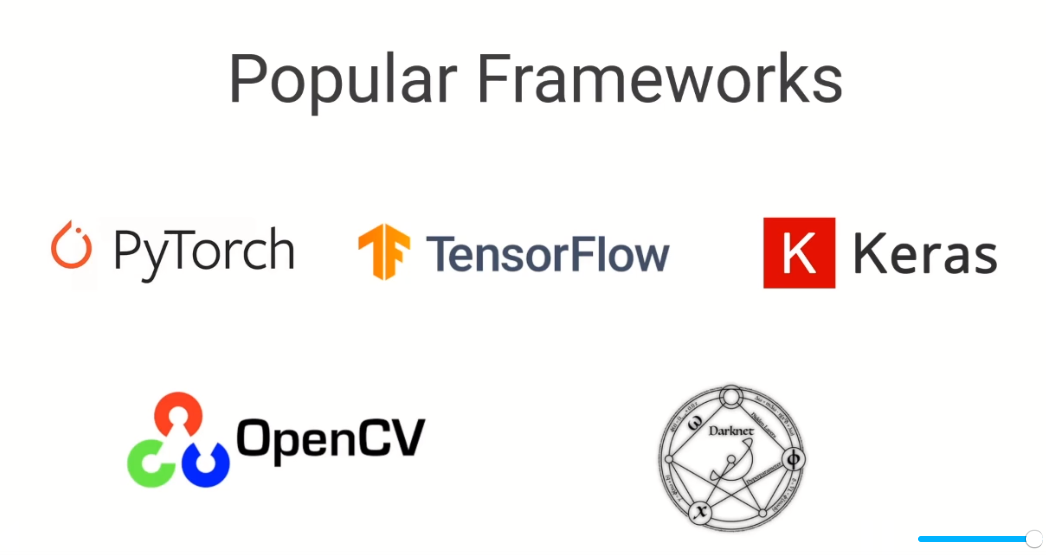 Popular Frameworks
PyTorch
TensorFlow
K Keras
OpenCV
Darknet